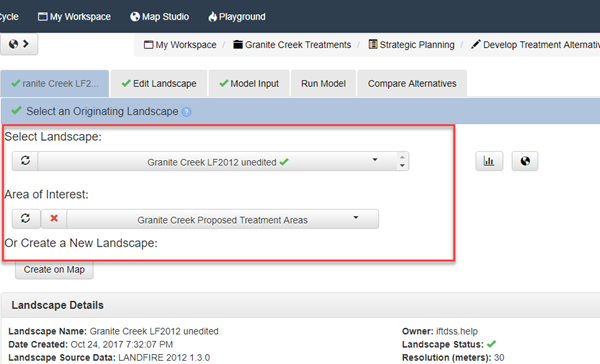 Cycle My Workspace Map Studio Playground
My Workspace / Granite Creek Treatments / Strategic Planning / Develop Treatment Alternati
ranite Creek LF2... Edit Landscape Model Input Run Model Compare Alternatives
Select an Originating Landscape
Select Landscape:
Granite Creek LF2012 unedited
Area of Interest:
Granite Creek Proposed Treatment Areas
Or Create a New Landscape:
Create on Map
Landscape Details
Landscape Name: Granite Creek LF2012 unedited Owner: iftdss.help
Date Created: Oct 24, 2017 7:32:07 PM Landscape Status:
Landscape Source Data: LANDFIRE 2012 1.3.0 Resolution (meters): 30